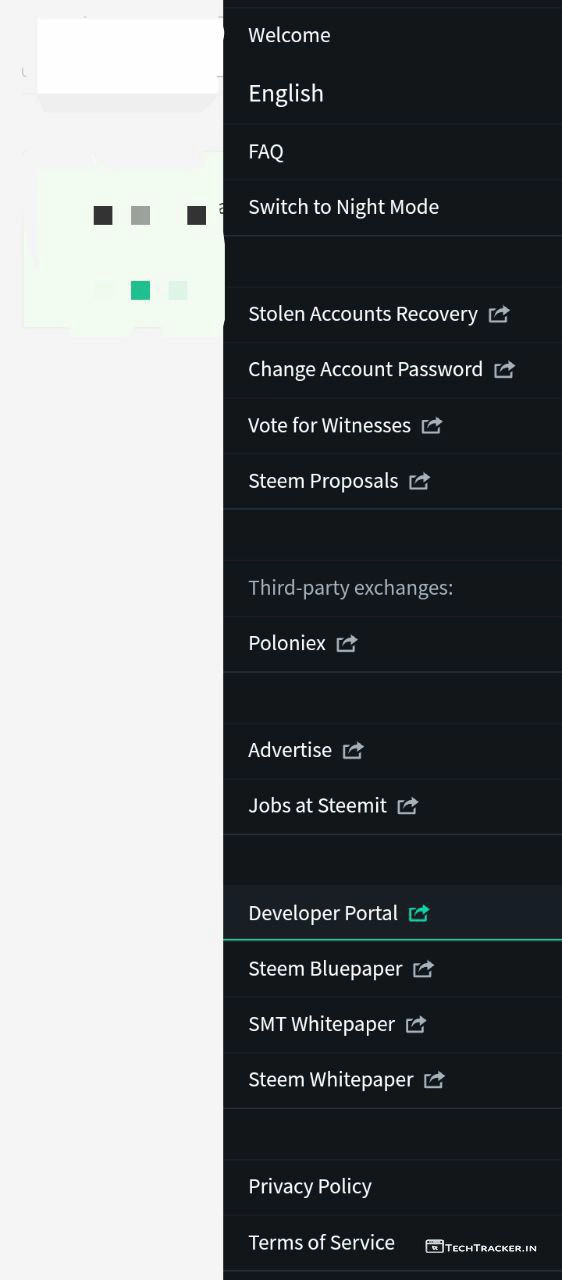 Welcome
English
FAQ
Switch to Night Mode
Stolen Accounts Recovery
Change Account Password
Vote for Witnesses
Steem Proposals
Third-party exchanges:
Poloniex
Advertise
Jobs at Steemit
Developer Portal
Steem Bluepaper
SMT Whitepaper
Steem Whitepaper
Privacy Policy
Terms of Service
TECHTRACKER.IN